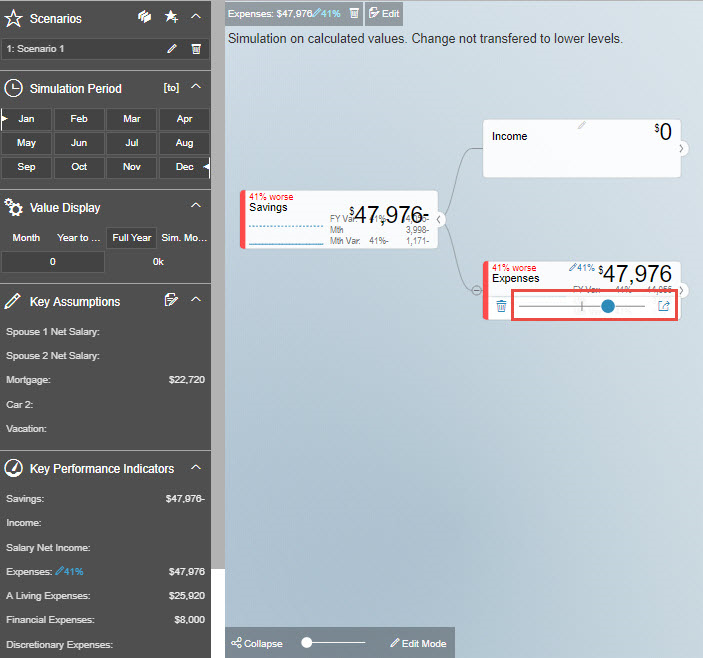 Scenarios
1: Scenario 1
Simulation Period [to]
Jan Feb Mar Apr
May Jun Jul Aug
Sep Oct Nov Dec
Value Display
Month Year to ... Full Year Sim. Mo...
0 0k
Key Assumptions
Spouse 1 Net Salary:
Spouse 2 Net Salary:
Mortgage: $22,720
Car 2:
Vacation:
Key Performance Indicators
Savings: $47,976-
Income:
Salary Net Income:
Expenses: 41% $47,976
A Living Expenses: $25,920
Financial Expenses: $8,000
Discretionary Expenses:
Expenses: $47,976 41% Edit
Simulation on calculated values. Change not transfered to lower levels.
Income $0
41% worse
Savings $47,976-
FY Var.
Mth 3,998-
Mth Var. 41%- 1,171-
41% worse 41% $47,976
Expenses
Collapse Edit Mode